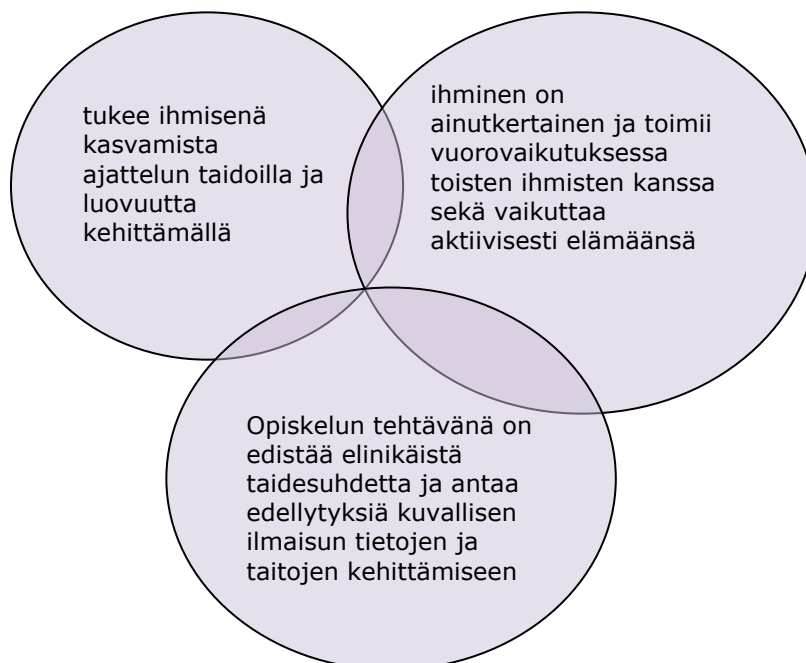 tukee ihmisenä
kasvamista
ajattelun taidoilla ja
luovuutta
kehittämällä
ihminen on
ainutkertainen ja toimii
vuorovaikutuksessa
toisten ihmisten kanssa
sekä vaikuttaa
aktiivisesti elämäänsä
Opiskelun tehtävänä on
edistää elinikäistä
taidesuhdetta ja antaa
edellytyksiä kuvallisen
ilmaisun tietojen ja
taitojen kehittämiseen